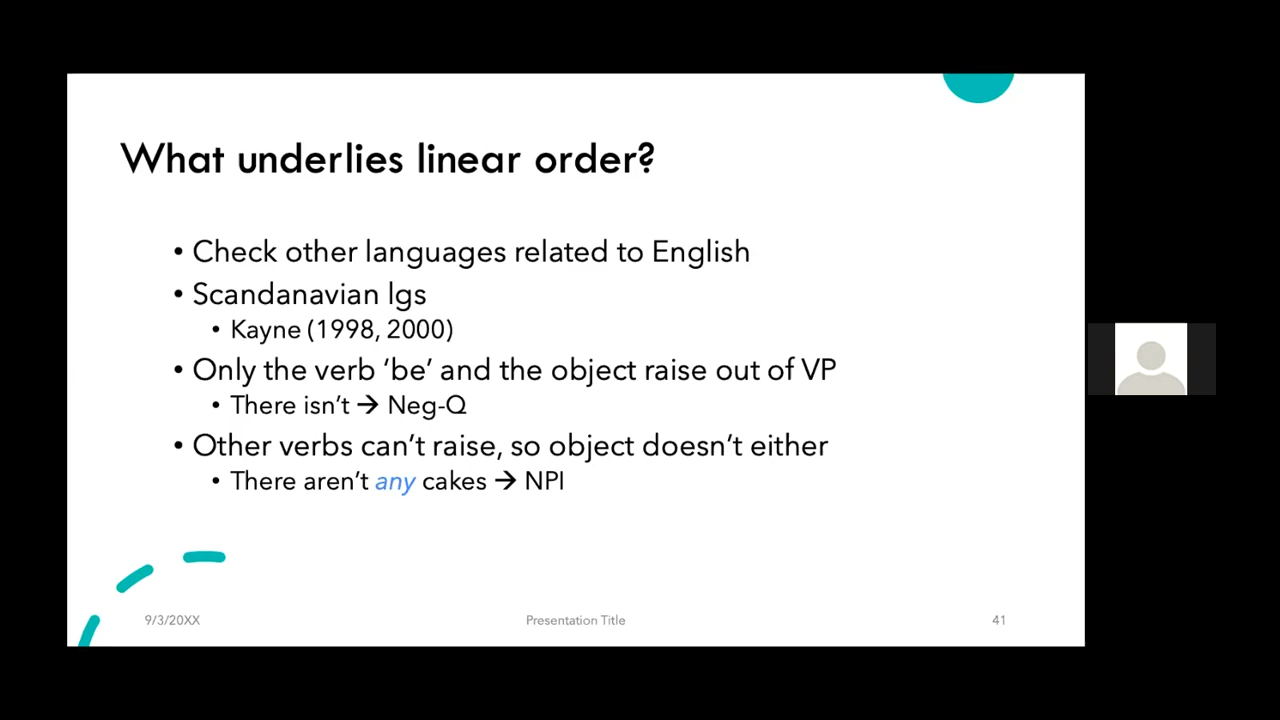 What underlies linear order?
• Check other languages related to English
• Scandanavian lgs
• Kayne (1998, 2000)
• Only the verb ‘be’ and the object raise out of VP
• There isn’t → Neg-Q
• Other verbs can’t raise, so object doesn’t either
• There aren’t any cakes → NPI
9/3/20XX
Presentation Title
41